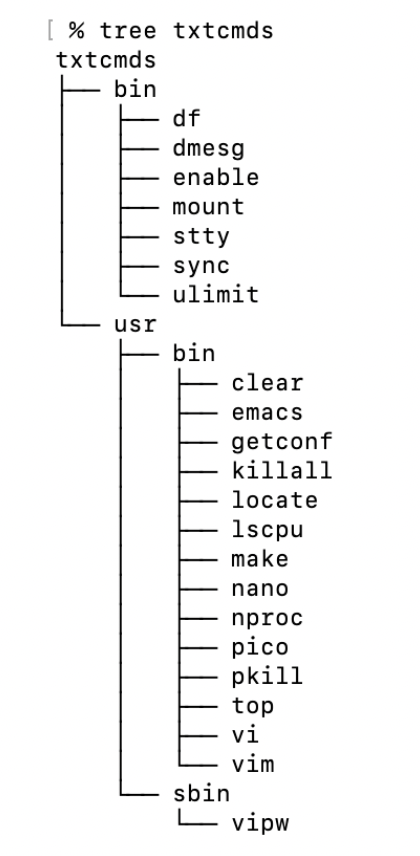 [ % tree txtcmds
txtcmds
├── bin
│   ├── df
│   ├── dmesg
│   ├── enable
│   ├── mount
│   ├── stty
│   ├── sync
│   └── ulimit
└── usr
    ├── bin
    │   ├── clear
    │   ├── emacs
    │   ├── getconf
    │   ├── killall
    │   ├── locate
    │   ├── lscpu
    │   ├── make
    │   ├── nano
    │   ├── nproc
    │   ├── pico
    │   ├── pkill
    │   ├── top
    │   ├── vi
    │   └── vim
    └── sbin
        └── vipw